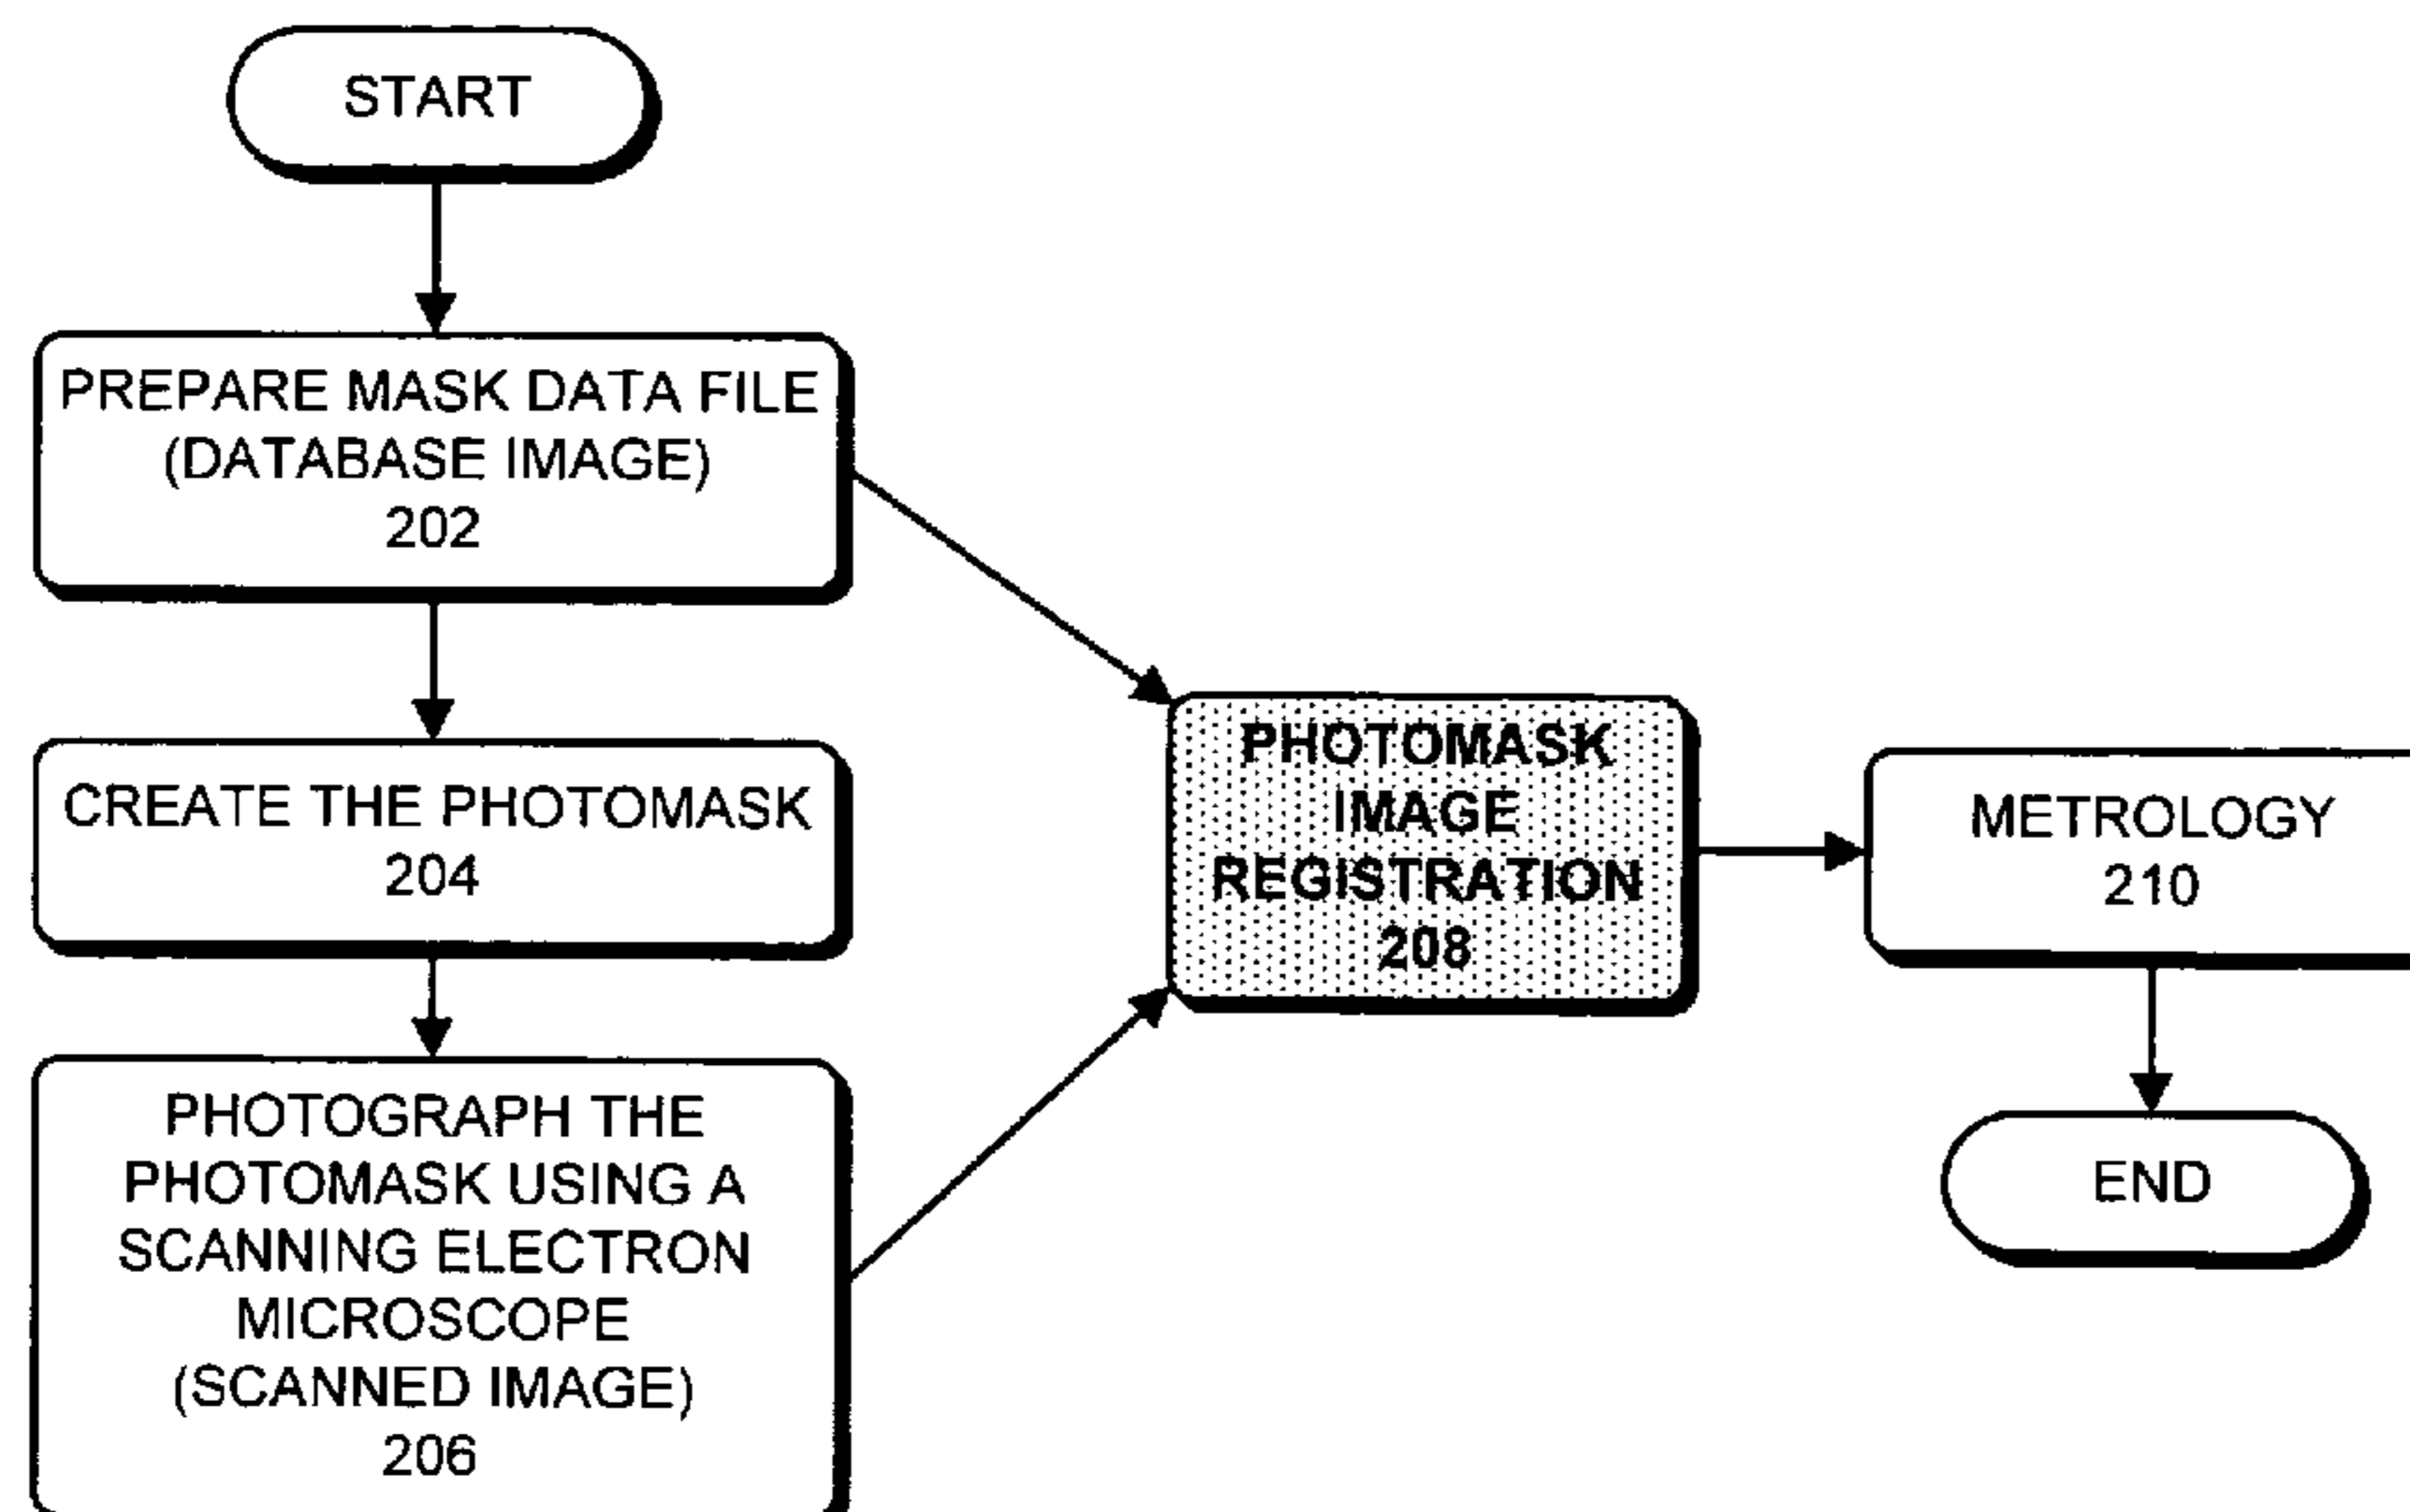 START
PREPARE MASK DATA FILE
(DATABASE IMAGE)
202
CREATE THE PHOTOMASK
204
PHOTOGRAPH THE
PHOTOMASK USING A
SCANNING ELECTRON
MICROSCOPE
(SCANNED IMAGE)
206
PHOTOMASK
IMAGE
REGISTRATION
208
METROLOGY
210
END